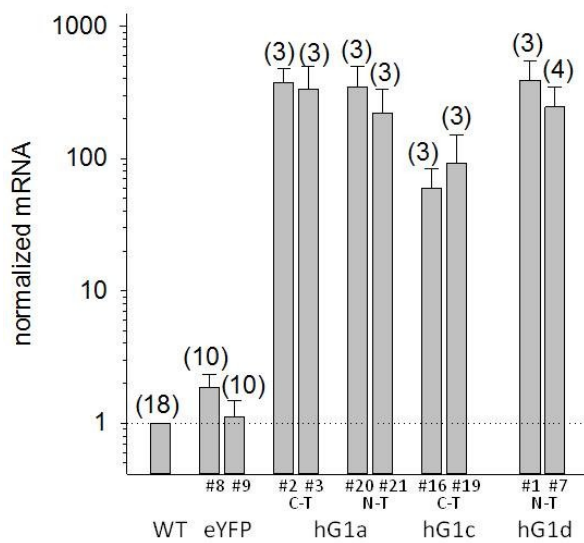 normalized mRNA
1000
100
10
1
(18)
(10)
(10)
(3)
(3)
(3)
(3)
(3)
(3)
(3)
(4)
#8 #9
#2 #3
#20 #21
#16 #19
#1 #7
C-T
N-T
C-T
N-T
WT
eYFP
hG1a
hG1c
hG1d